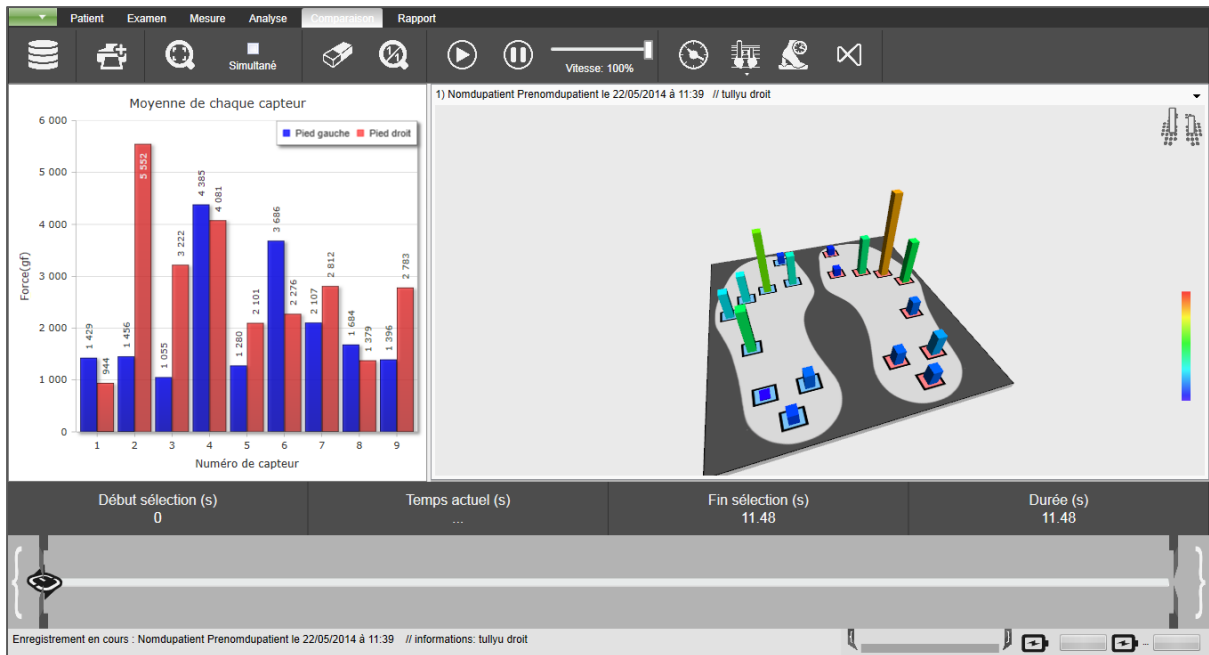 Patient Examen Mesure Analyse Comparaison Rapport
Simultané
1/1
Vitesse: 100%
Moyenne de chaque capteur
1) Nomdupatient Prenomdupatient le 22/05/2014 à 11:39 // tullyu droit
Pied gauche Pied droit
6 000
5 000
4 000
3 000
2 000
1 000
0
Force(gf)
1 429
944
1 456
5 552
1 055
3 222
4 385
4 081
1 280
2 101
3 686
2 276
2 107
2 812
1 684
1 379
1 396
2 783
1 2 3 4 5 6 7 8 9
Numéro de capteur
Début sélection (s) Temps actuel (s) Fin sélection (s) Durée (s)
0 ... 11.48 11.48
Enregistrement en cours : Nomdupatient Prenomdupatient le 22/05/2014 à 11:39 // informations: tullyu droit
...